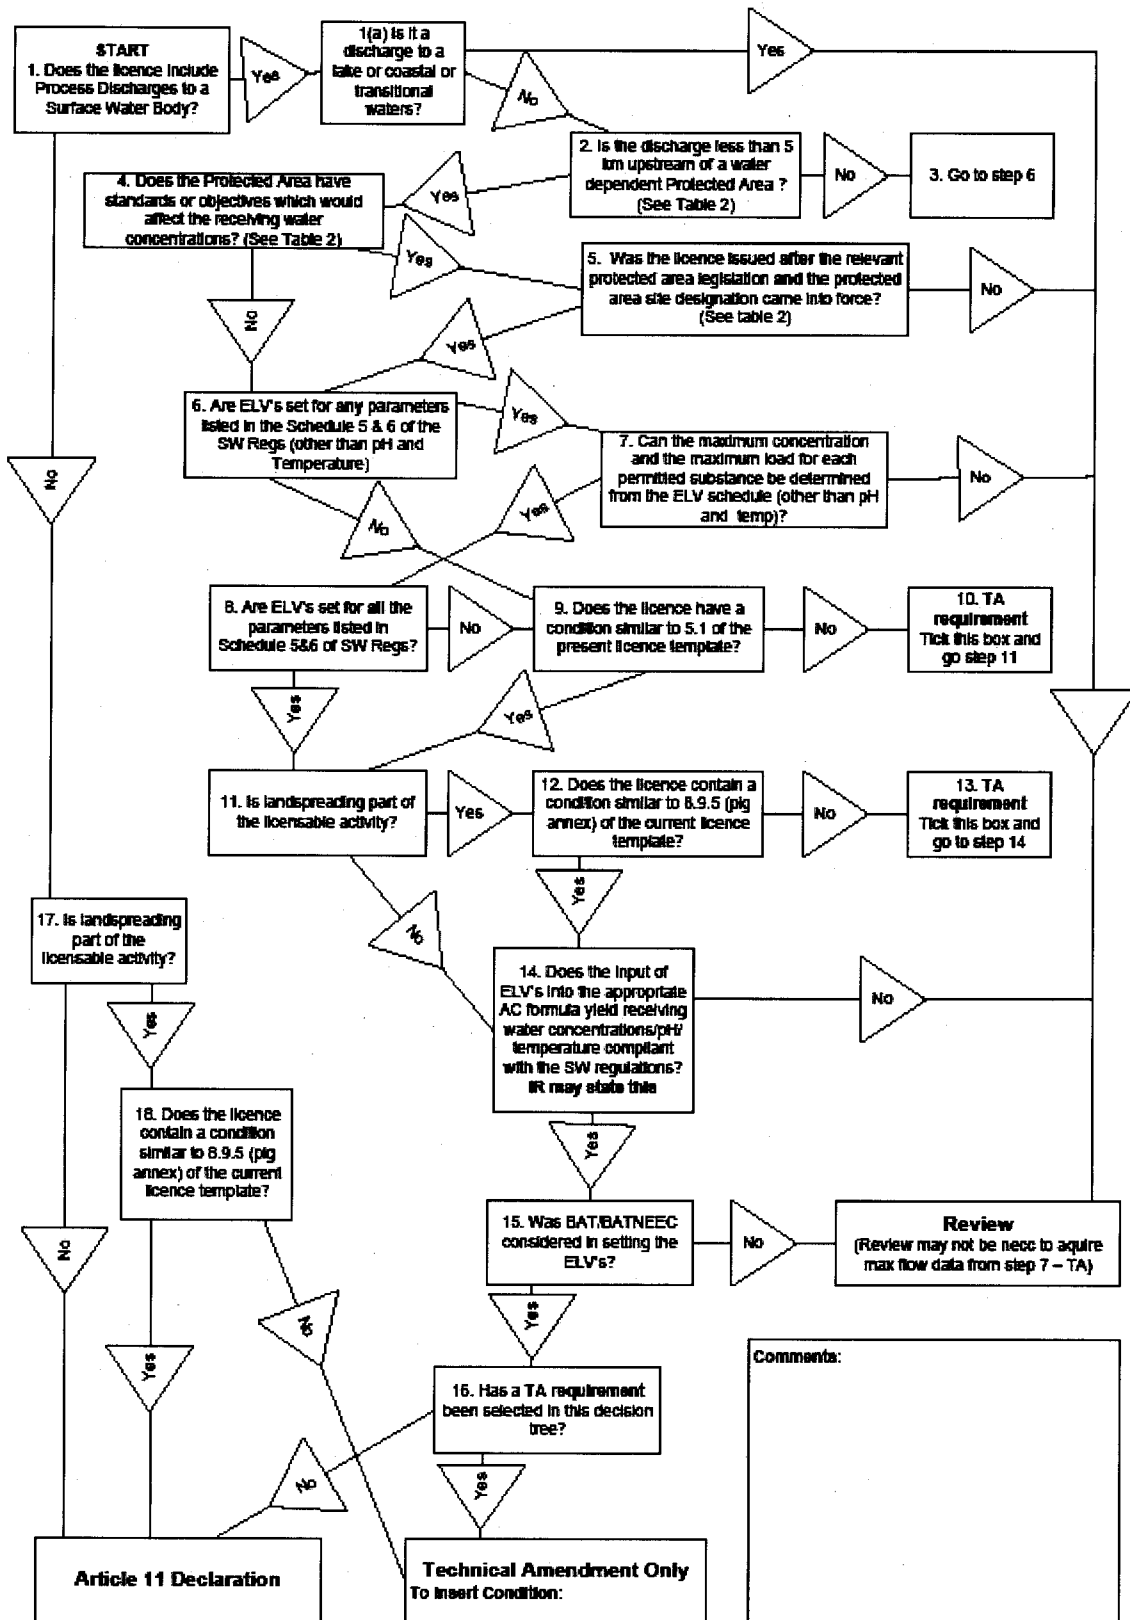 START
1. Does the licence include
Process Discharges to a
Surface Water Body?
Yes
1(a) Is it a
discharge to a
lake or coastal or
transitional
waters?
Yes
No
2. Is the discharge less than 5
km upstream of a water
dependent Protected Area ?
(See Table 2)
No
3. Go to step 6
Yes
4. Does the Protected Area have
standards or objectives which would
affect the receiving water
concentrations? (See Table 2)
Yes
No
5. Was the licence issued after the relevant
protected area legislation and the protected
area site designation came into force?
(See table 2)
No
Yes
6. Are ELV's set for any parameters
listed in the Schedule 5 & 6 of the
SW Regs (other than pH and
Temperature)
Yes
No
7. Can the maximum concentration
and the maximum load for each
permitted substance be determined
from the ELV schedule (other than pH
and temp)?
No
Yes
No
8. Are ELV's set for all the
parameters listed in
Schedule 5&6 of SW Regs?
No
9. Does the licence have a
condition similar to 5.1 of the
present licence template?
No
10. TA
requirement
Tick this box and
go step 11
Yes
Yes
11. Is landspreading part of
the licensable activity?
Yes
12. Does the licence contain a
condition similar to 8.9.5 (pig
annex) of the current licence
template?
No
13. TA
requirement
Tick this box and
go to step 14
Yes
No
17. Is landspreading
part of the
licensable activity?
14. Does the input of
ELV's into the appropriate
AC formula yield receiving
water concentrations/pH/
temperature compliant
with the SW regulations?
IR may state this
No
Yes
Yes
18. Does the licence
contain a condition
similar to 8.9.5 (pig
annex) of the current
licence template?
15. Was BAT/BATNEEC
considered in setting the
ELV's?
No
Review
(Review may not be necc to aquire
max flow data from step 7 – TA)
No
Yes
No
Yes
16. Has a TA requirement
been selected in this decision
tree?
No
Yes
Comments:
Article 11 Declaration
Technical Amendment Only
To Insert Condition: